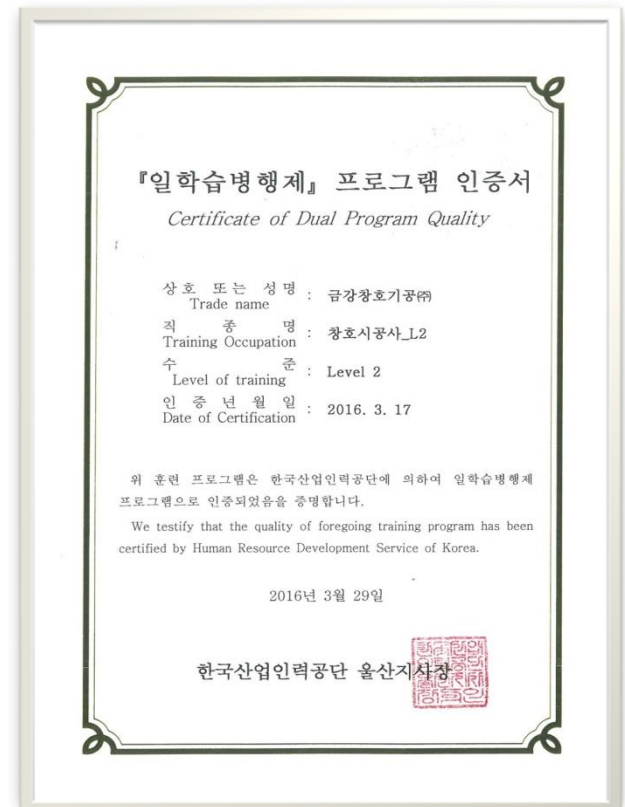 『일학습병행제』 프로그램 인증서
Certificate of Dual Program Quality
상호 또는 성명 : 금강창호기공㈜
Trade name
직 종 명 : 창호시공사_L2
Training Occupation
수 준 : Level 2
Level of training
인 증 년 월 일 : 2016. 3. 17
Date of Certification
위 훈련 프로그램은 한국산업인력공단에 의하여 일학습병행제
프로그램으로 인증되었음을 증명합니다.
We testify that the quality of foregoing training program has been
certified by Human Resource Development Service of Korea.
2016년 3월 29일
한국산업인력공단 울산지사장